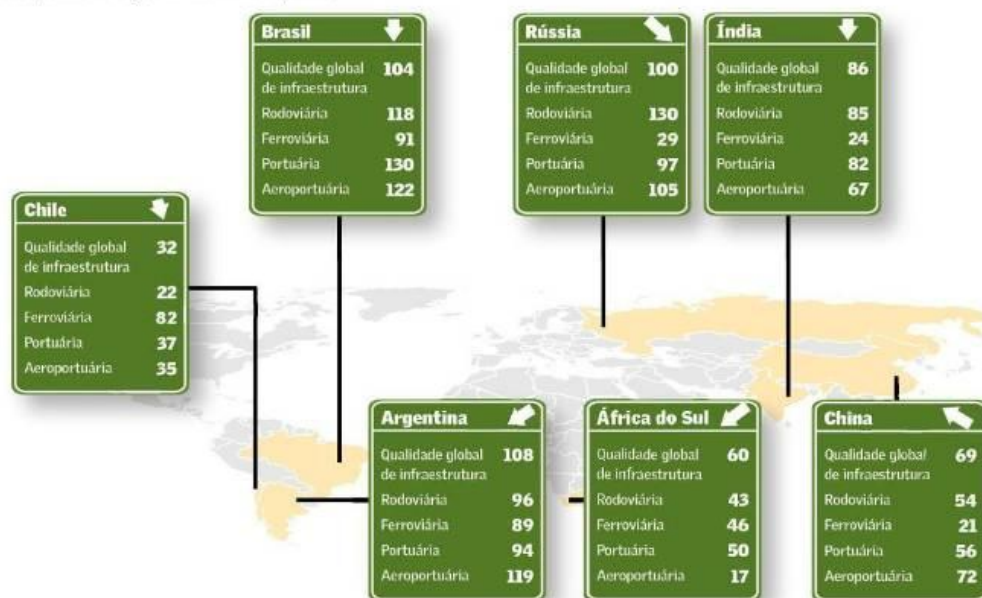 Brasil
Qualidade global 104
de infraestrutura
Rodoviária 118
Ferroviária 91
Portuária 130
Aeroportuária 122
Rússia
Qualidade global 100
de infraestrutura
Rodoviária 130
Ferroviária 29
Portuária 97
Aeroportuária 105
Índia
Qualidade global 86
de infraestrutura
Rodoviária 85
Ferroviária 24
Portuária 82
Aeroportuária 67
Chile
Qualidade global 32
de infraestrutura
Rodoviária 22
Ferroviária 82
Portuária 37
Aeroportuária 35
Argentina
Qualidade global 108
de infraestrutura
Rodoviária 96
Ferroviária 89
Portuária 94
Aeroportuária 119
África do Sul
Qualidade global 60
de infraestrutura
Rodoviária 43
Ferroviária 46
Portuária 50
Aeroportuária 17
China
Qualidade global 69
de infraestrutura
Rodoviária 54
Ferroviária 21
Portuária 56
Aeroportuária 72